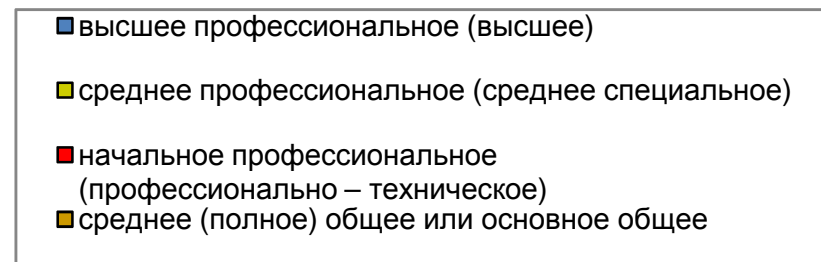 высшее профессиональное (высшее)
среднее профессиональное (среднее специальное)
начальное профессиональное
(профессионально – техническое)
среднее (полное) общее или основное общее